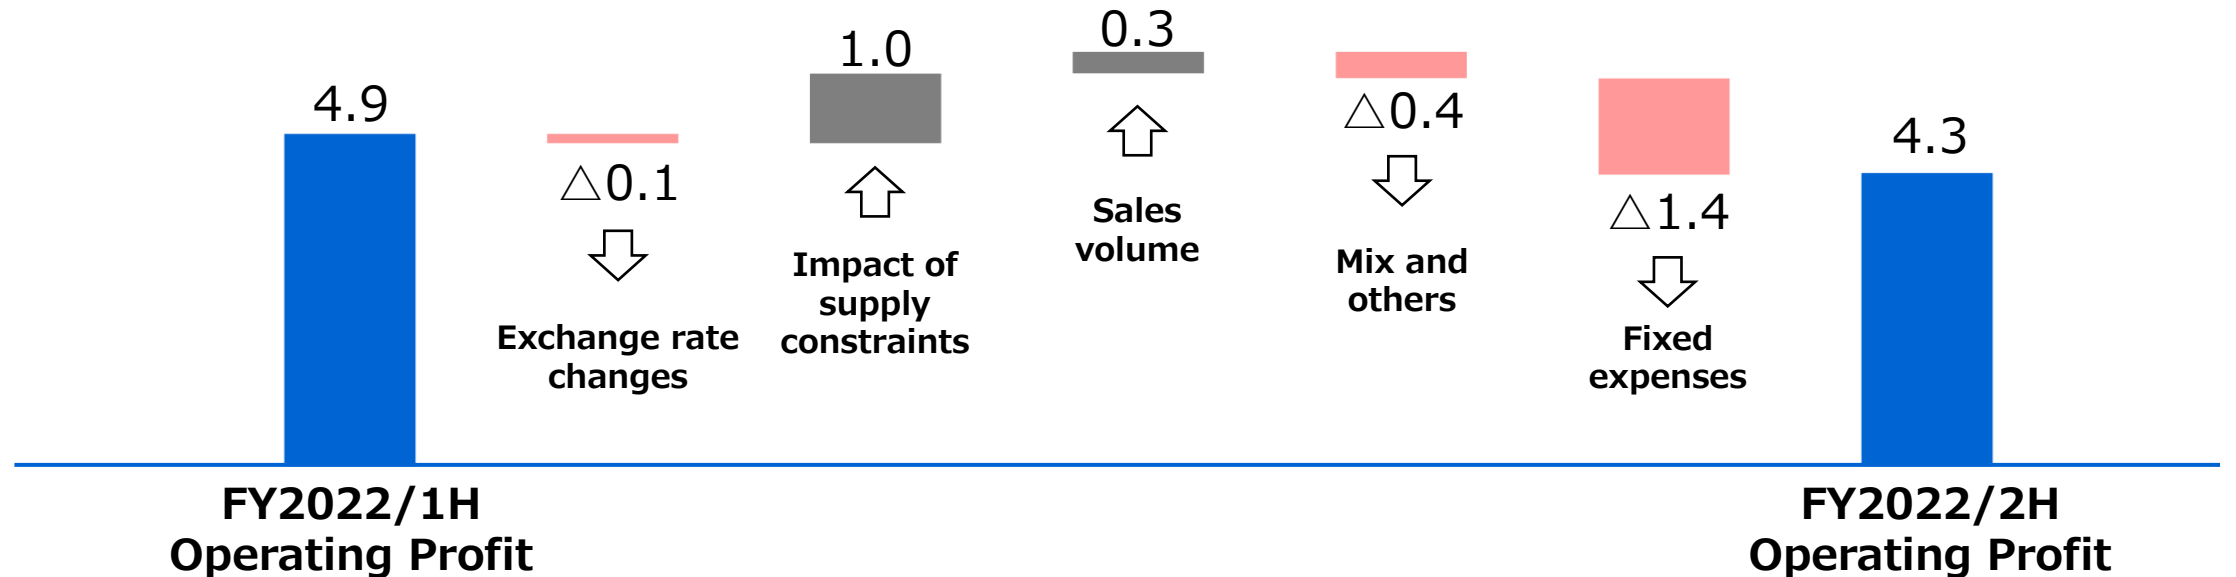 4.9
△0.1
Exchange rate
changes
1.0
Impact of
supply
constraints
0.3
Sales
volume
△0.4
Mix and
others
△1.4
Fixed
expenses
4.3
FY2022/1H
Operating Profit
FY2022/2H
Operating Profit